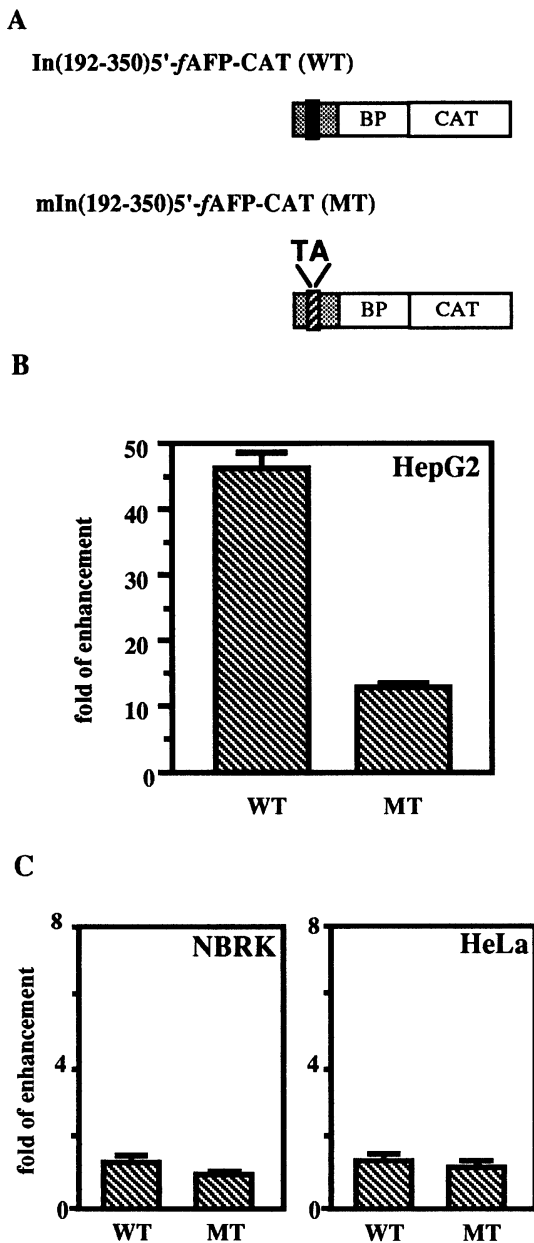 A
In(192-350)5'-fAFP-CAT (WT)
BP CAT
mIn(192-350)5'-fAFP-CAT (MT)
TA
BP CAT
B
HepG2
fold of enhancement
50
40
30
20
10
0
WT MT
C
NBRK
fold of enhancement
8
4
0
WT MT
HeLa
8
4
0
WT MT